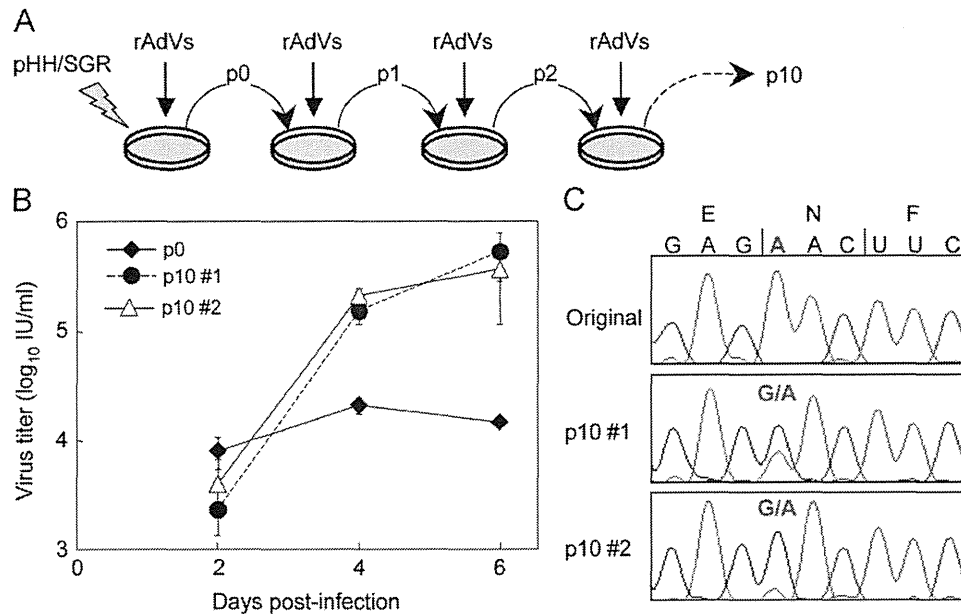 A
rAdVs rAdVs rAdVs rAdVs
pHH/SGR p0 p1 p2 p10
B
Virus titer (log10 IU/ml)
6
5
4
3
p0
p10 #1
p10 #2
0 2 4 6
Days post-infection
C
E N F
G A G A A C U U C
Original
G/A
p10 #1
G/A
p10 #2